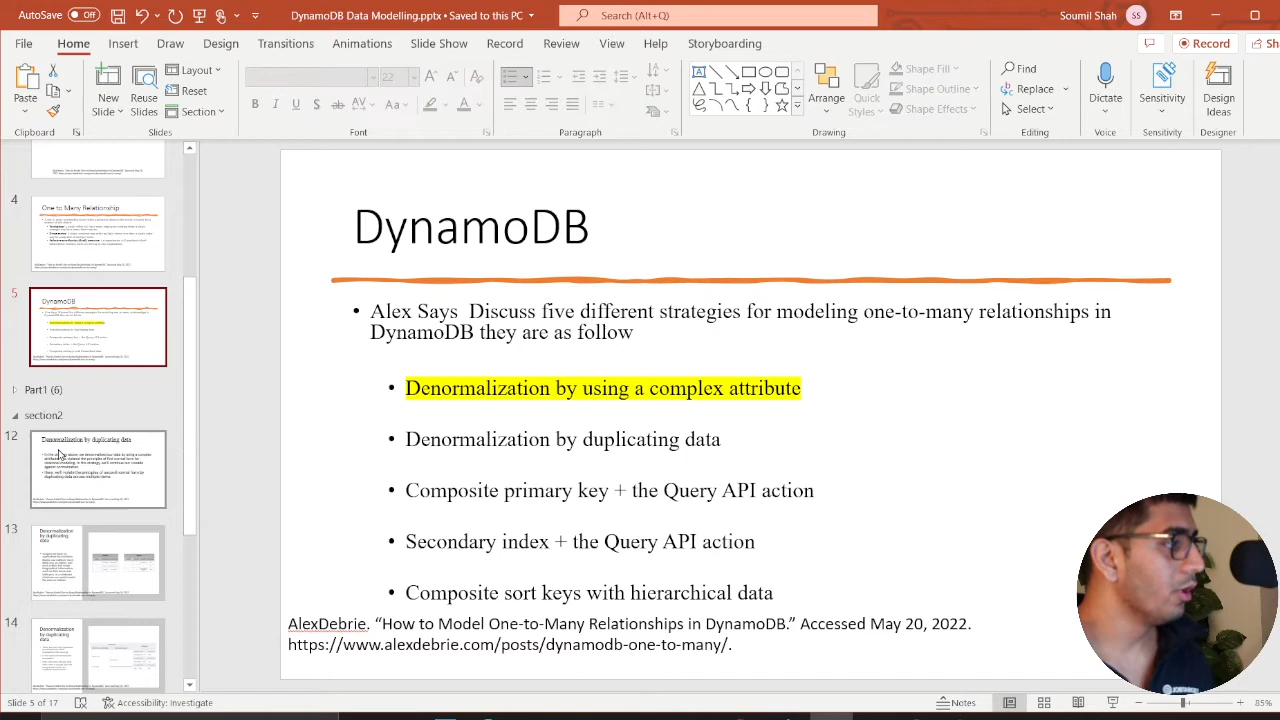 AutoSave Off DynamoDB Data Modelling.pptx • Saved to this PC Search (Alt+Q) Soumil Shah SS
File Home Insert Draw Design Transitions Animations Slide Show Record Review View Help Storyboarding Record Sh
Paste New Slide Reuse Slides Layout Reset Section 22 Arrange Quick Styles Shape Fill Shape Outline Shape Effects Find Replace Select Dictate Sensitivity Design Ideas
Clipboard Slides Font Paragraph Drawing Editing Voice Sensitivity Designer
4
One to Many Relationship
5
DynamoDB
Part1 (6)
section2
12
Denormalization by duplicating data
13
Denormalization
by duplicating
data
14
Denormalization
by duplicating
data
DynamoDB
• Alex Says Discuss five different strategies for modeling one-to-many relationships in
DynamoDB they are as follow
• Denormalization by using a complex attribute
• Denormalization by duplicating data
• Composite primary key + the Query API action
• Secondary index + the Query API action
• Composite sort keys with hierarchical data
AlexDebrie. “How to Model One-to-Many Relationships in DynamoDB.” Accessed May 20, 2022.
https://www.alexdebrie.com/posts/dynamodb-one-to-many/.
Slide 5 of 17 Accessibility: Investigate Notes 85%